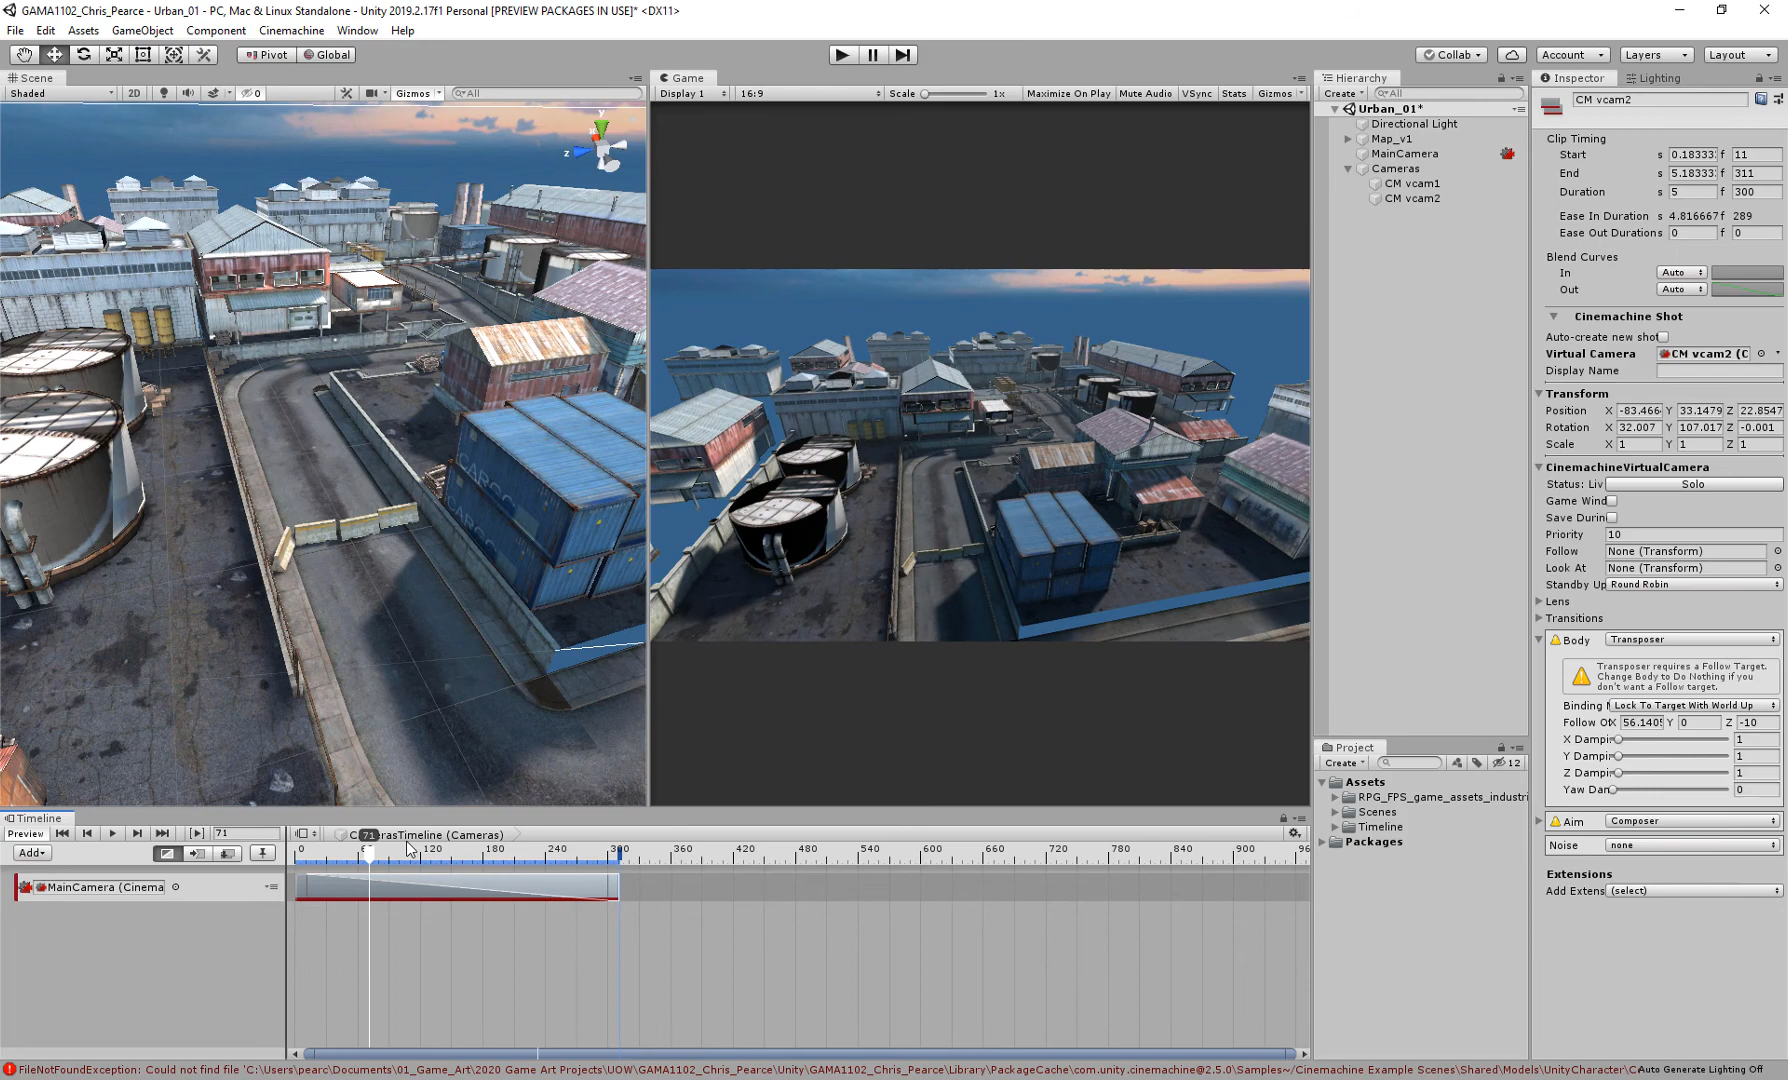 GAMA1102_Chris_Pearce - Urban_01 - PC, Mac & Linux Standalone - Unity 2019.2.17f1 Personal [PREVIEW PACKAGES IN USE]* <DX11>
File Edit Assets GameObject Component Cinemachine Window Help
Pivot Global Collab Account Layers Layout
Scene
Shaded 2D 0 Gizmos All
y
x
z
CARGO
Game
Display 1 16:9 Scale 1x Maximize On Play Mute Audio VSync Stats Gizmos
Hierarchy
Create All
Urban_01*
Directional Light
Map_v1
MainCamera
Cameras
CM vcam1
CM vcam2
Project
Create 12
Assets
RPG_FPS_game_assets_industri
Scenes
Timeline
Packages
Inspector Lighting
CM vcam2
Clip Timing
Start s 0.18333: f 11
End s 5.18333: f 311
Duration s 5 f 300
Ease In Duration s 4.816667 f 289
Ease Out Durations 0 f 0
Blend Curves
In Auto
Out Auto
Cinemachine Shot
Auto-create new shot
Virtual Camera CM vcam2 (C
Display Name
Transform
Position X -83.466 Y 33.1479 Z 22.8547
Rotation X 32.007 Y 107.017 Z -0.001
Scale X 1 Y 1 Z 1
CinemachineVirtualCamera
Status: Liv Solo
Game Wind
Save Durin
Priority 10
Follow None (Transform)
Look At None (Transform)
Standby Up Round Robin
Lens
Transitions
Body Transposer
Transposer requires a Follow Target.
Change Body to Do Nothing if you
don't want a Follow target.
Binding M Lock To Target With World Up
Follow Of X 56.1405 Y 0 Z -10
X Dampi 1
Y Dampi 1
Z Dampi 1
Yaw Dam 0
Aim Composer
Noise none
Extensions
Add Extens (select)
Timeline
Preview 71 71 erasTimeline (Cameras)
Add 0 120 180 240 300 360 420 480 540 600 660 720 780 840 900 96
MainCamera (Cinema
FileNotFoundException: Could not find file 'C:\Users\pearc\Documents\01_Game_Art\2020 Game Art Projects\UOW\GAMA1102_Chris_Pearce\Unity\GAMA1102_Chris_Pearce\Library\PackageCache\com.unity.cinemachine@2.5.0\Samples~/Cinemachine Example Scenes\Shared\Models\UnityCharacter\C Auto Generate Lighting Off